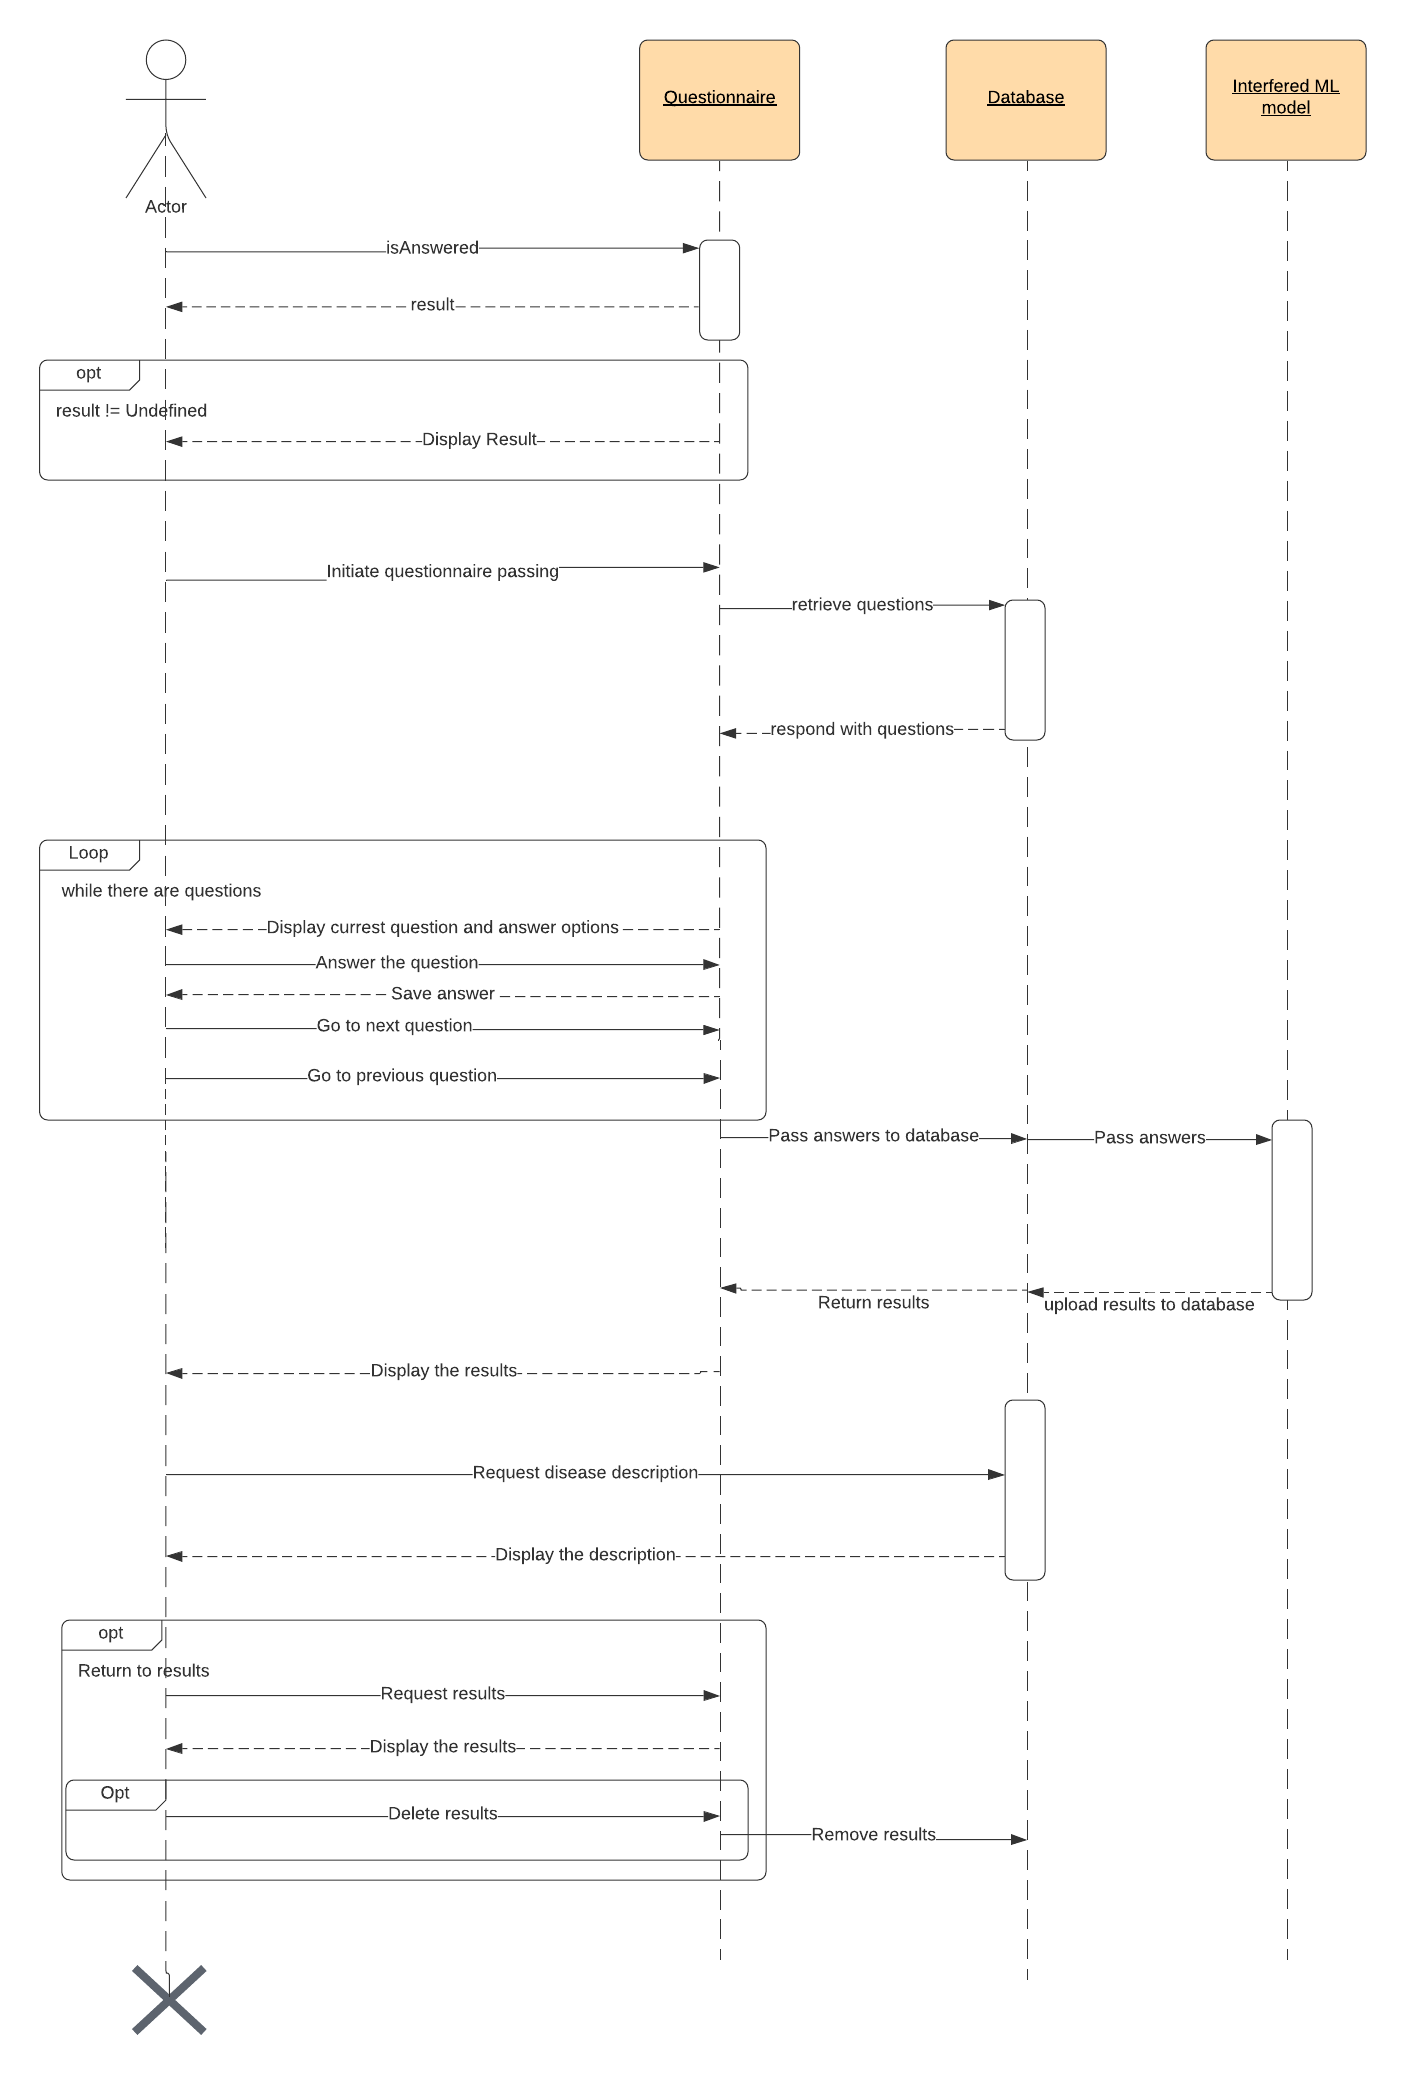 Questionnaire
Database
Interfered ML
model
Actor
isAnswered
result
opt
result != Undefined
Display Result
Initiate questionnaire passing
retrieve questions
respond with questions
Loop
while there are questions
Display currest question and answer options
Answer the question
Save answer
Go to next question
Go to previous question
Pass answers to database
Pass answers
Return results
upload results to database
Display the results
Request disease description
Display the description
opt
Return to results
Request results
Display the results
Opt
Delete results
Remove results